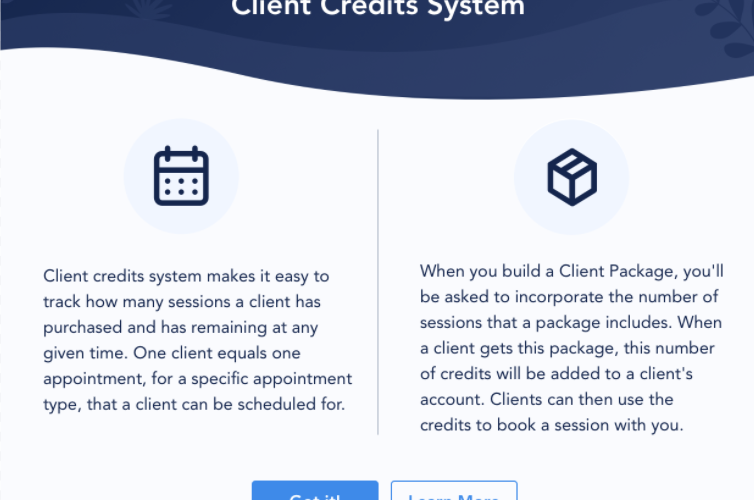 Client Credits System
Client credits system makes it easy to
track how many sessions a client has
purchased and has remaining at any
given time. One client equals one
appointment, for a specific appointment
type, that a client can be scheduled for.
When you build a Client Package, you'll
be asked to incorporate the number of
sessions that a package includes. When
a client gets this package, this number
of credits will be added to a client's
account. Clients can then use the
credits to book a session with you.
Got it!
Learn More